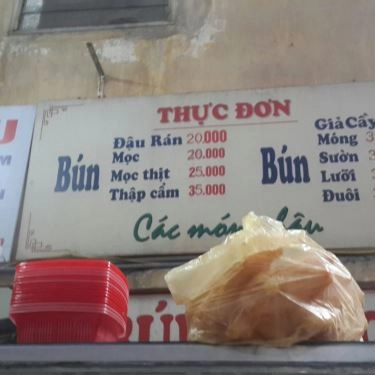 THỰC ĐƠN
Bún
Đậu Rán 20.000
Mọc 20.000
Mọc thịt 25.000
Thập cẩm 35.000
Bún
Giả Cầy
Móng 3
Sườn
Lưỡi
Đuôi
Các món